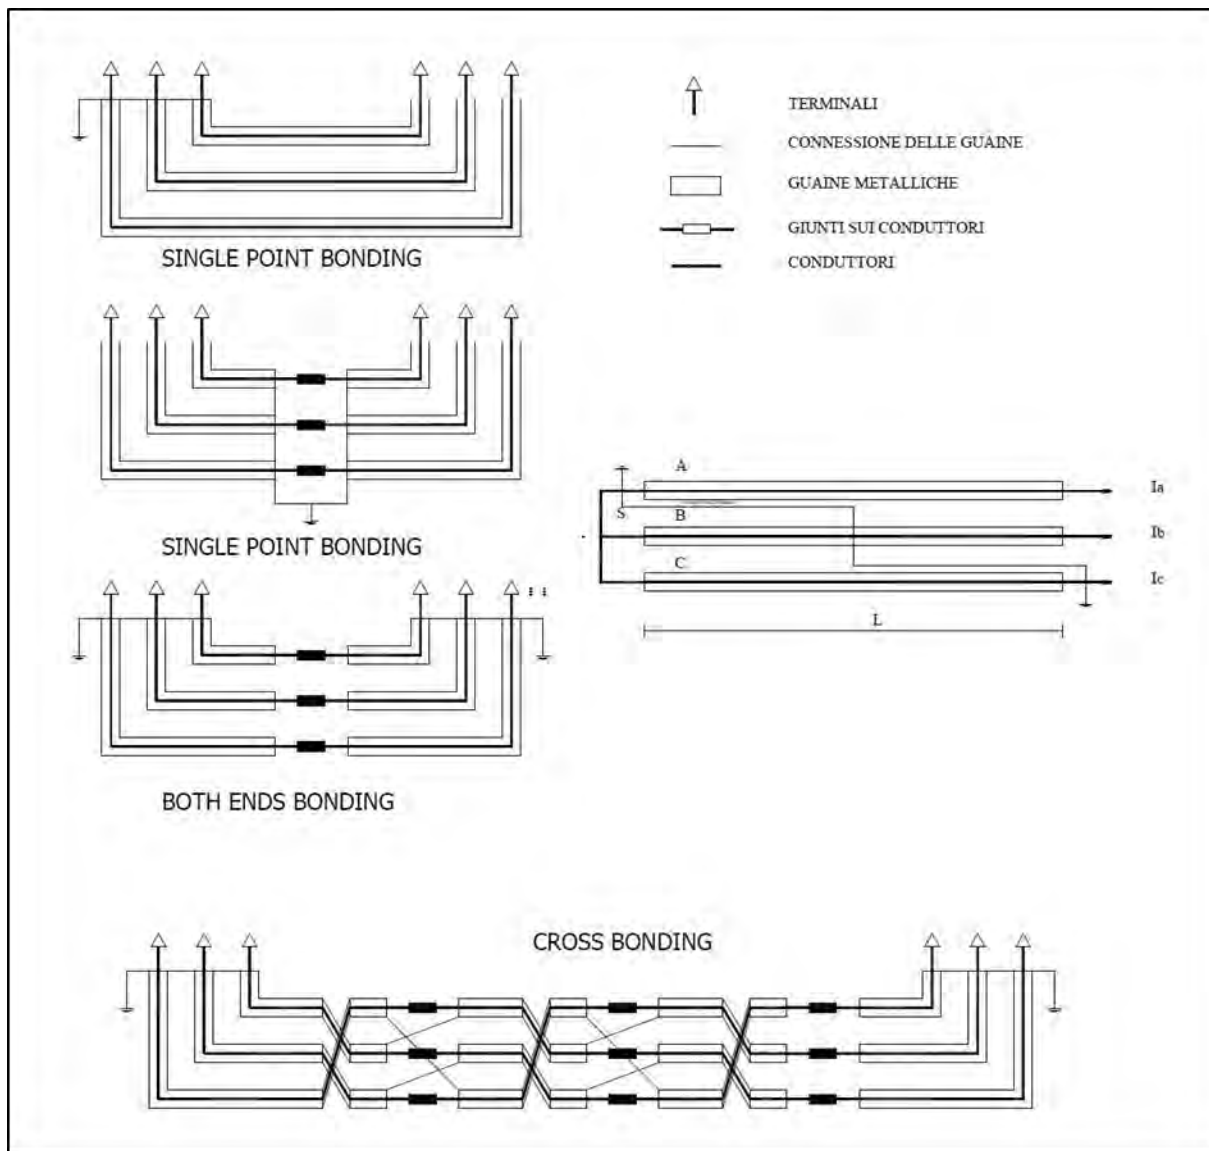 TERMINALI
CONNESSIONE DELLE GUAINE
GUAINE METALLICHE
GIUNTI SUI CONDUTTORI
CONDUTTORI
SINGLE POINT BONDING
SINGLE POINT BONDING
A
Ia
S
B
Ib
C
Ic
L
BOTH ENDS BONDING
CROSS BONDING